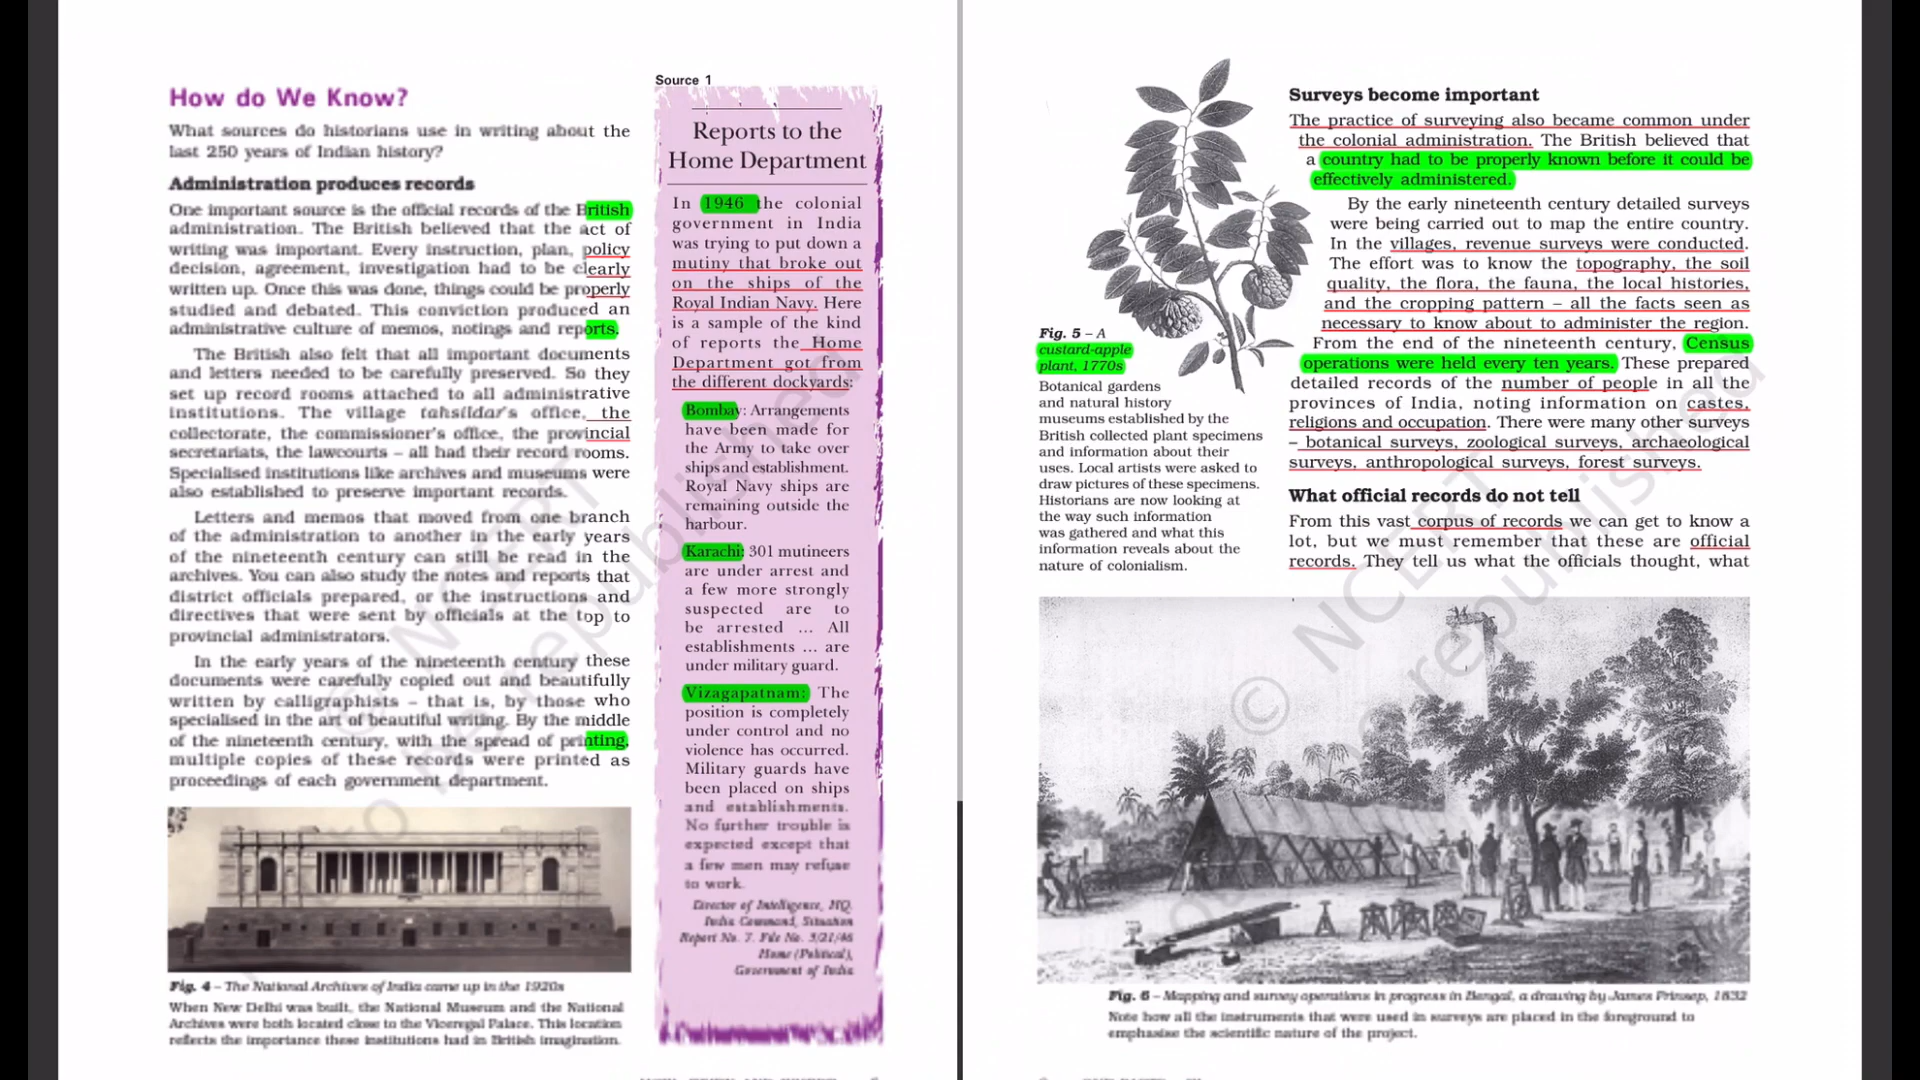 How do We Know?
What sources do historians use in writing about the
last 250 years of Indian history?
Administration produces records
One important source is the official records of the British
administration. The British believed that the act of
writing was important. Every instruction, plan, policy
decision, agreement, investigation had to be clearly
written up. Once this was done, things could be properly
studied and debated. This conviction produced an
administrative culture of memos, notings and reports.
The British also felt that all important documents
and letters needed to be carefully preserved. So they
set up record rooms attached to all administrative
institutions. The village tahsildar's office, the
collectorate, the commissioner's office, the provincial
secretariats, the lawcourts – all had their record rooms.
Specialised institutions like archives and museums were
also established to preserve important records.
Letters and memos that moved from one branch
of the administration to another in the early years
of the nineteenth century can still be read in the
archives. You can also study the notes and reports that
district officials prepared, or the instructions and
directives that were sent by officials at the top to
provincial administrators.
In the early years of the nineteenth century these
documents were carefully copied out and beautifully
written by calligraphists – that is, by those who
specialised in the art of beautiful writing. By the middle
of the nineteenth century, with the spread of printing,
multiple copies of these records were printed as
proceedings of each government department.
Fig. 4 – The National Archives of India came up in the 1920s
When New Delhi was built, the National Museum and the National
Archives were both located close to the Viceregal Palace. This location
reflects the importance these institutions had in British imagination.
Source 1
Reports to the
Home Department
In 1946 the colonial
government in India
was trying to put down a
mutiny that broke out
on the ships of the
Royal Indian Navy. Here
is a sample of the kind
of reports the Home
Department got from
the different dockyards:
Bombay: Arrangements
have been made for
the Army to take over
ships and establishment.
Royal Navy ships are
remaining outside the
harbour.
Karachi: 301 mutineers
are under arrest and
a few more strongly
suspected are to
be arrested ... All
establishments ... are
under military guard.
Vizagapatnam: The
position is completely
under control and no
violence has occurred.
Military guards have
been placed on ships
and establishments.
No further trouble is
expected except that
a few men may refuse
to work.
Director of Intelligence, HQ.
India Command, Situation
Report No. 7. File No. 5/21/46
Home (Political),
Government of India
Fig. 5 – A
custard-apple
plant, 1770s
Botanical gardens
and natural history
museums established by the
British collected plant specimens
and information about their
uses. Local artists were asked to
draw pictures of these specimens.
Historians are now looking at
the way such information
was gathered and what this
information reveals about the
nature of colonialism.
Surveys become important
The practice of surveying also became common under
the colonial administration. The British believed that
a country had to be properly known before it could be
effectively administered.
By the early nineteenth century detailed surveys
were being carried out to map the entire country.
In the villages, revenue surveys were conducted.
The effort was to know the topography, the soil
quality, the flora, the fauna, the local histories,
and the cropping pattern – all the facts seen as
necessary to know about to administer the region.
From the end of the nineteenth century, Census
operations were held every ten years. These prepared
detailed records of the number of people in all the
provinces of India, noting information on castes,
religions and occupation. There were many other surveys
– botanical surveys, zoological surveys, archaeological
surveys, anthropological surveys, forest surveys.
What official records do not tell
From this vast corpus of records we can get to know a
lot, but we must remember that these are official
records. They tell us what the officials thought, what
Fig. 6 – Mapping and survey operations in progress in Bengal, a drawing by James Prinsep, 1832
Note how all the instruments that were used in surveys are placed in the foreground to
emphasise the scientific nature of the project.
© NCERT
republished
© NCERT
republished